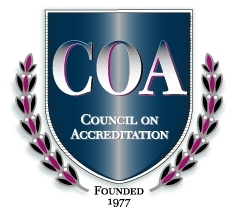 COA
COUNCIL ON
ACCREDITATION
FOUNDED
1977